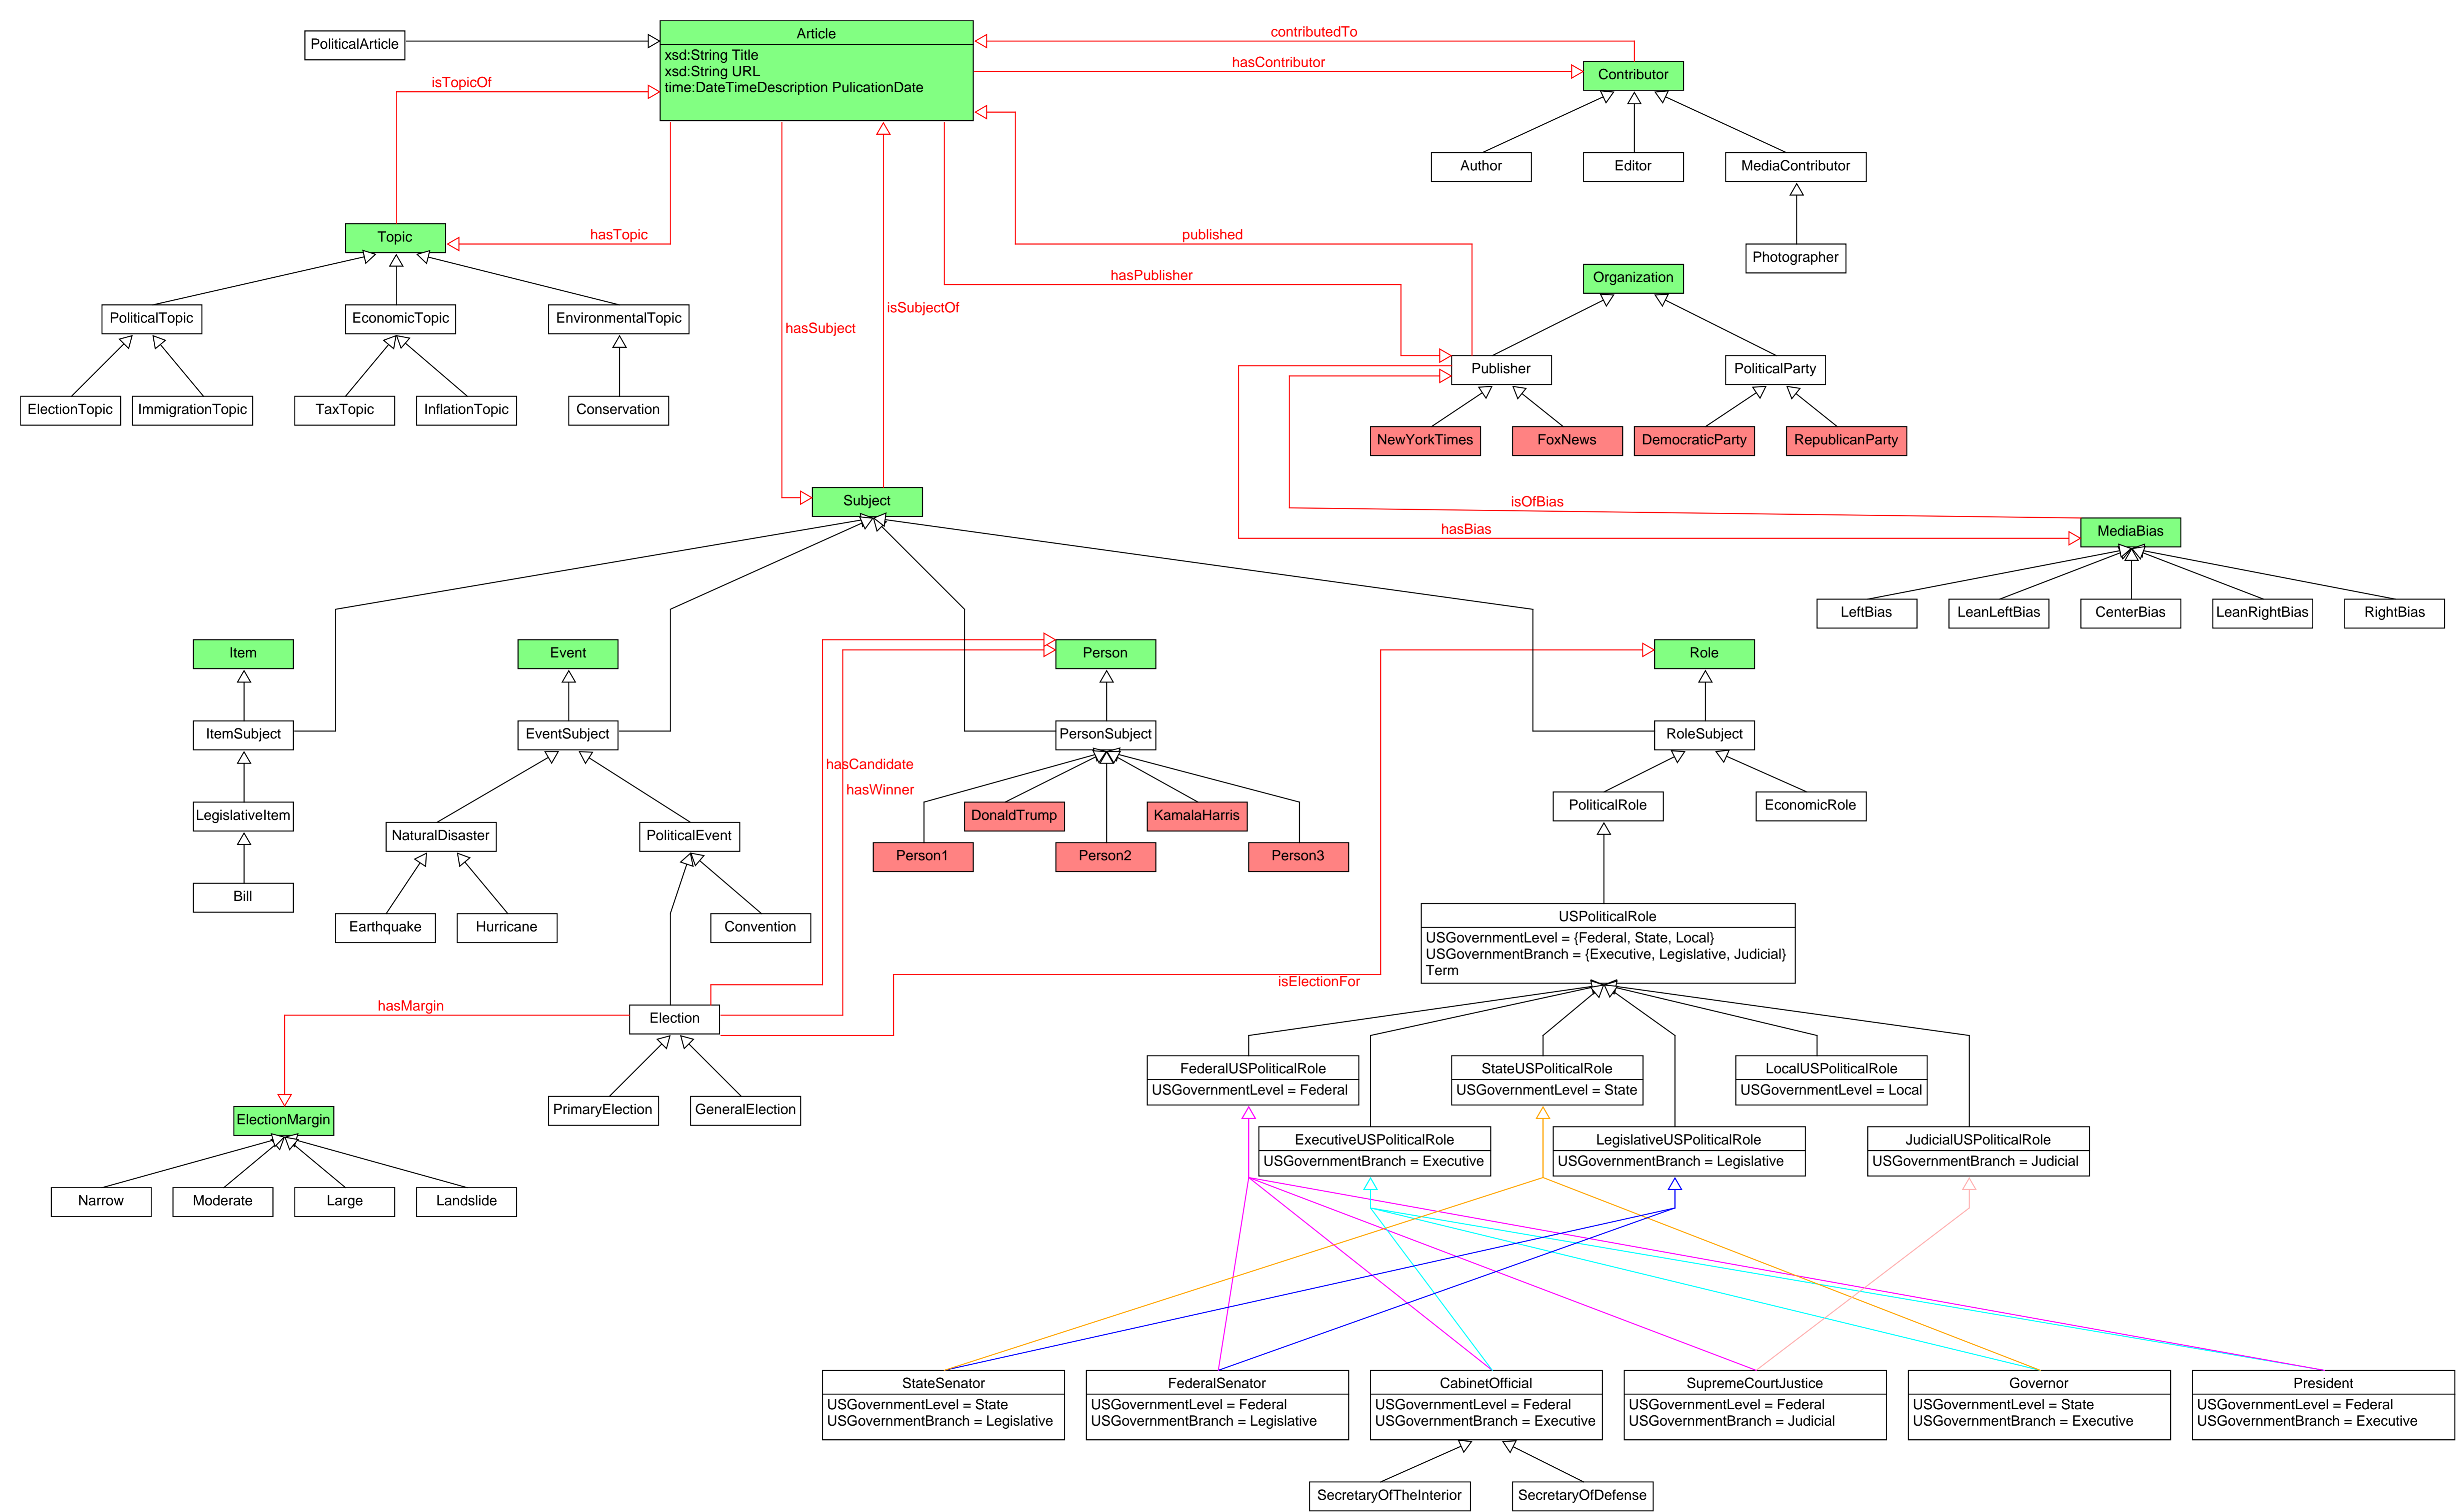 Article
contributedTo
PoliticalArticle
xsd:String Title
xsd:String URL
time:DateTimeDescription PulicationDate
hasContributor
Contributor
isTopicOf
Author
Editor
MediaContributor
Topic
hasTopic
published
Photographer
hasPublisher
Organization
isSubjectOf
hasSubject
PoliticalTopic
EconomicTopic
EnvironmentalTopic
Publisher
PoliticalParty
ElectionTopic
ImmigrationTopic
TaxTopic
InflationTopic
Conservation
NewYorkTimes
FoxNews
DemocraticParty
RepublicanParty
Subject
isOfBias
hasBias
MediaBias
LeftBias
LeanLeftBias
CenterBias
LeanRightBias
RightBias
Item
Event
Person
Role
ItemSubject
EventSubject
PersonSubject
RoleSubject
hasCandidate
hasWinner
LegislativeItem
DonaldTrump
KamalaHarris
PoliticalRole
EconomicRole
NaturalDisaster
PoliticalEvent
Person1
Person2
Person3
Bill
Earthquake
Hurricane
Convention
USPoliticalRole
USGovernmentLevel = {Federal, State, Local}
USGovernmentBranch = {Executive, Legislative, Judicial}
Term
isElectionFor
hasMargin
Election
FederalUSPoliticalRole
USGovernmentLevel = Federal
StateUSPoliticalRole
USGovernmentLevel = State
LocalUSPoliticalRole
USGovernmentLevel = Local
PrimaryElection
GeneralElection
ElectionMargin
ExecutiveUSPoliticalRole
USGovernmentBranch = Executive
LegislativeUSPoliticalRole
USGovernmentBranch = Legislative
JudicialUSPoliticalRole
USGovernmentBranch = Judicial
Narrow
Moderate
Large
Landslide
StateSenator
USGovernmentLevel = State
USGovernmentBranch = Legislative
FederalSenator
USGovernmentLevel = Federal
USGovernmentBranch = Legislative
CabinetOfficial
USGovernmentLevel = Federal
USGovernmentBranch = Executive
SupremeCourtJustice
USGovernmentLevel = Federal
USGovernmentBranch = Judicial
Governor
USGovernmentLevel = State
USGovernmentBranch = Executive
President
USGovernmentLevel = Federal
USGovernmentBranch = Executive
SecretaryOfTheInterior
SecretaryOfDefense